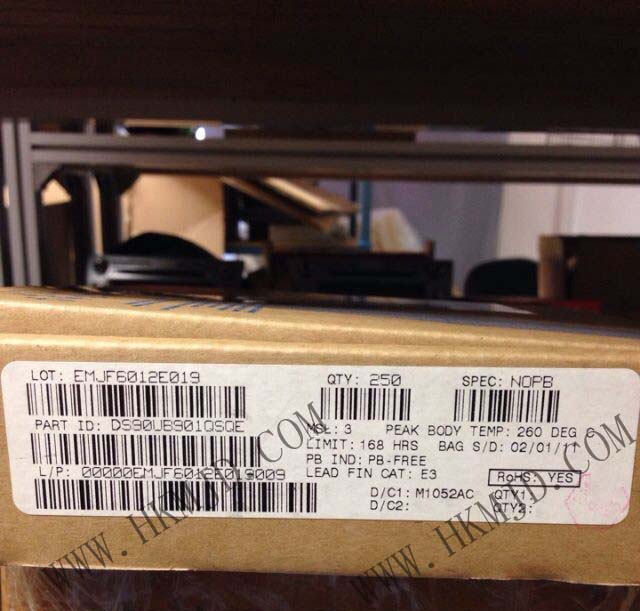 LOT: EMJF6012E019 QTY: 250 SPEC: NOPB
PART ID: DS90UB901QSQE MSL: 3 PEAK BODY TEMP: 260 DEG C
LIMIT: 168 HRS BAG S/D: 02/01/11
PB IND: PB-FREE
L/P: 00000EMJF6012E019009 LEAD FIN CAT: E3 RoHS: YES
D/C1: M1052AC QTY1:
D/C2: QTY2:
WWW.HKMJD.COM
WWW.HKMJD.COM